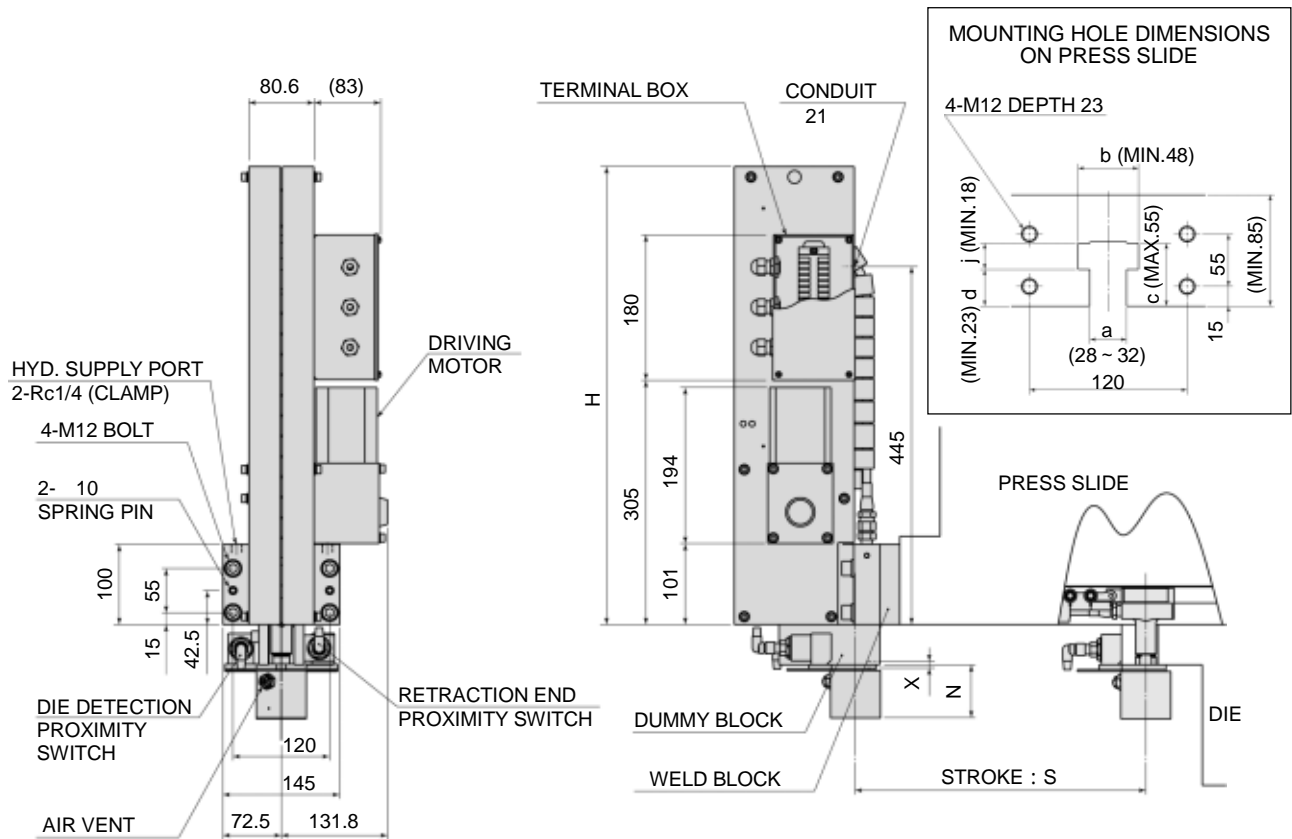 MOUNTING HOLE DIMENSIONS
ON PRESS SLIDE
4-M12 DEPTH 23
b (MIN.48)
j (MIN.18)
(MIN.23) d
c (MAX.55)
55
(MIN.85)
15
a
(28 ~ 32)
120
80.6
(83)
HYD. SUPPLY PORT
2-Rc1/4 (CLAMP)
4-M12 BOLT
2- 10
SPRING PIN
DRIVING
MOTOR
100
55
15
42.5
DIE DETECTION
PROXIMITY
SWITCH
AIR VENT
RETRACTION END
PROXIMITY SWITCH
120
145
72.5
131.8
TERMINAL BOX
CONDUIT
21
H
180
305
194
101
445
X
N
DUMMY BLOCK
WELD BLOCK
STROKE : S
PRESS SLIDE
DIE